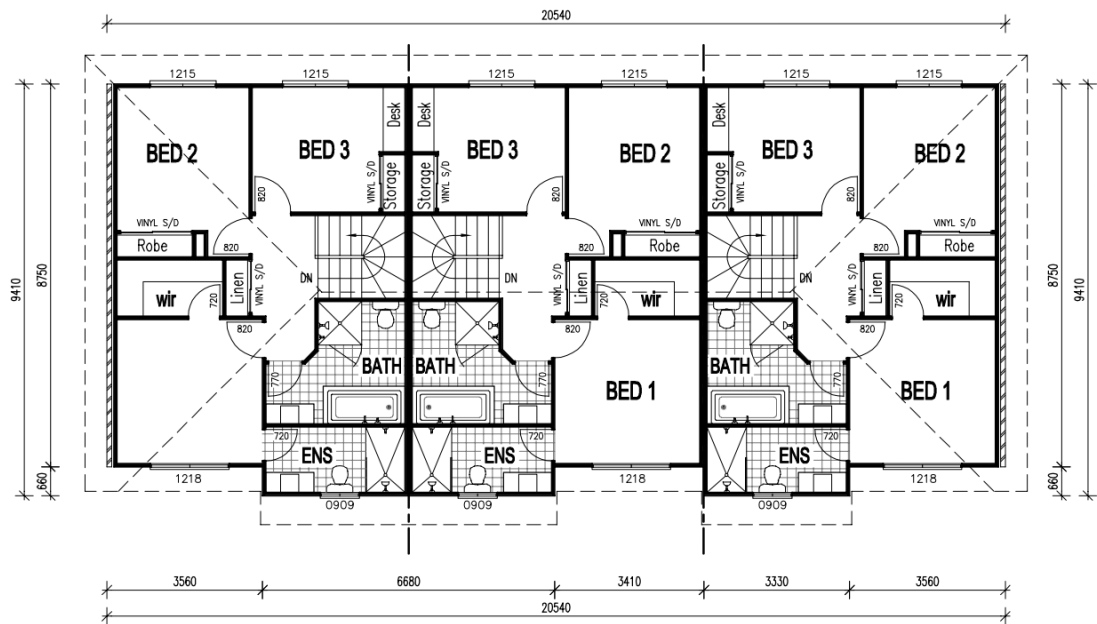 20540
1215 1215 1215 1215 1215 1215
Desk Desk Desk
BED 2 BED 3 BED 3 BED 2 BED 3 BED 2
9410 8750 8750 9410
VINYL S/D VINYL S/D VINYL S/D
Storage Storage Storage
820 820 820
VINYL S/D VINYL S/D VINYL S/D
Robe 820 820 Robe 820 Robe
DN DN DN
wir 720 Linen VINYL S/D VINYL S/D Linen 720 wir VINYL S/D Linen 720 wir
820 820 820
BATH BATH BATH
770 770 770
BED 1 BED 1
720 ENS ENS 720 ENS 720
660 660
1218 1218 1218
0909 0909 0909
3560 6680 3410 3330 3560
20540